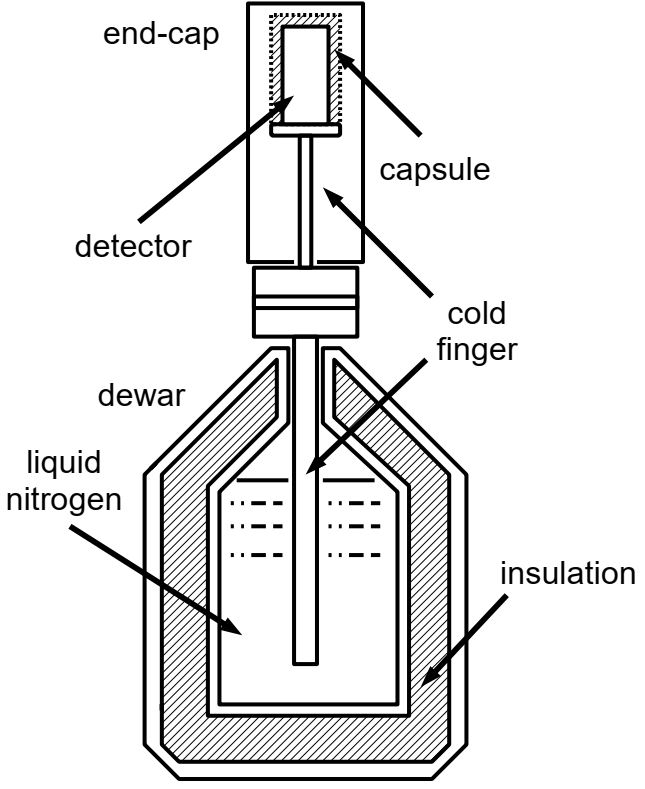 end-cap
capsule
detector
cold
finger
dewar
liquid
nitrogen
insulation